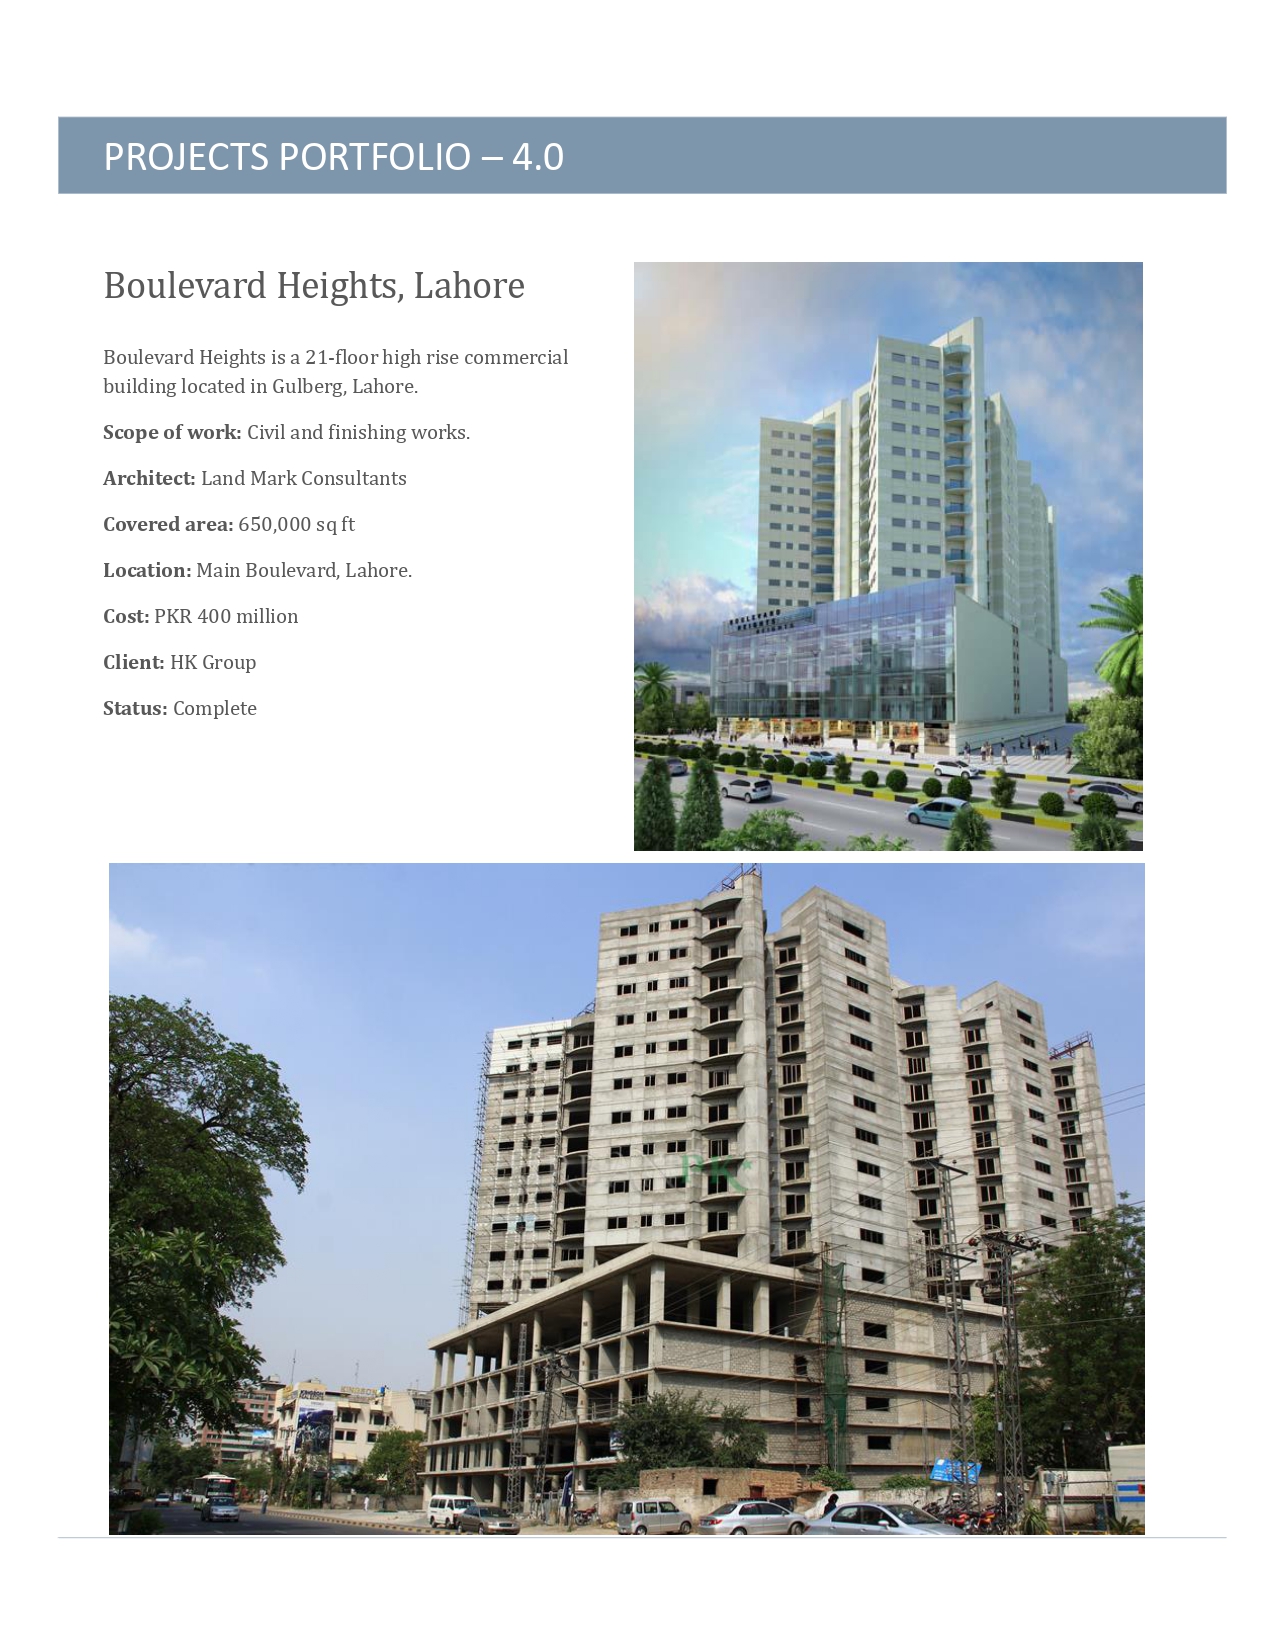 PROJECTS PORTFOLIO – 4.0
Boulevard Heights, Lahore
Boulevard Heights is a 21-floor high rise commercial
building located in Gulberg, Lahore.
Scope of work: Civil and finishing works.
Architect: Land Mark Consultants
Covered area: 650,000 sq ft
Location: Main Boulevard, Lahore.
Cost: PKR 400 million
Client: HK Group
Status: Complete
BOULEVARD
HEIGHTS
PK